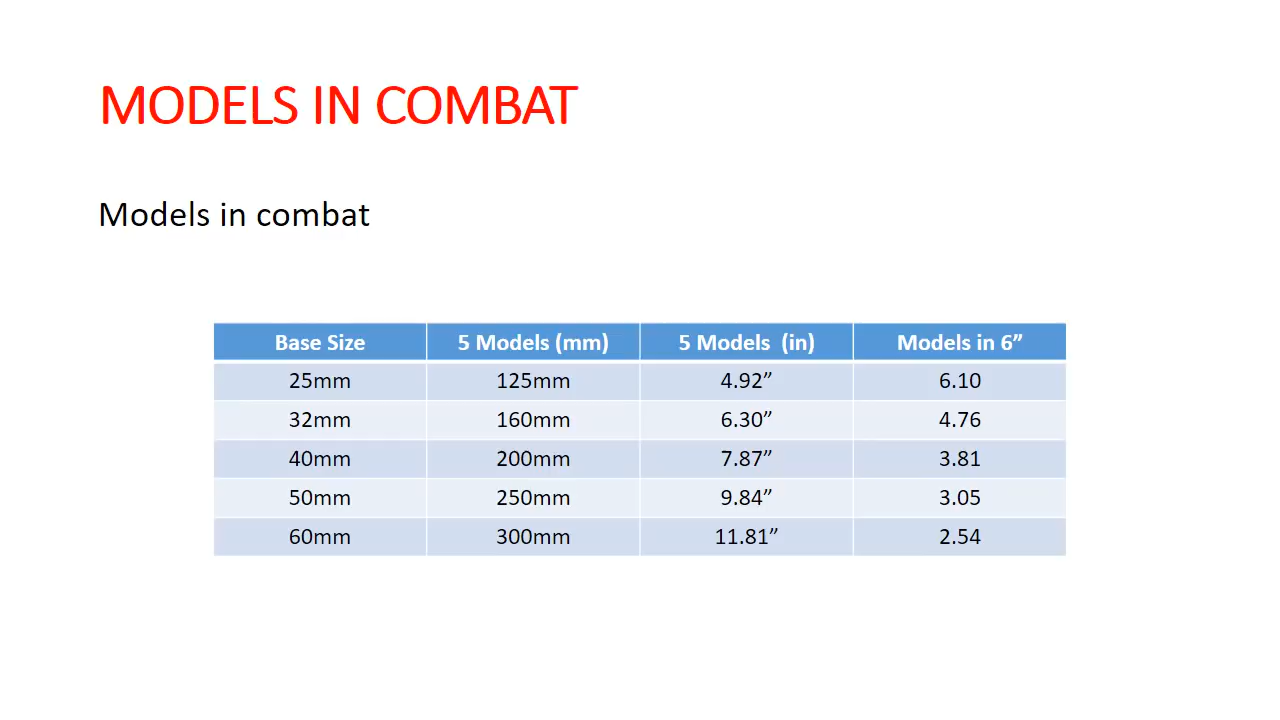 MODELS IN COMBAT
Models in combat
Base Size 5 Models (mm) 5 Models (in) Models in 6”
25mm 125mm 4.92” 6.10
32mm 160mm 6.30” 4.76
40mm 200mm 7.87” 3.81
50mm 250mm 9.84” 3.05
60mm 300mm 11.81” 2.54